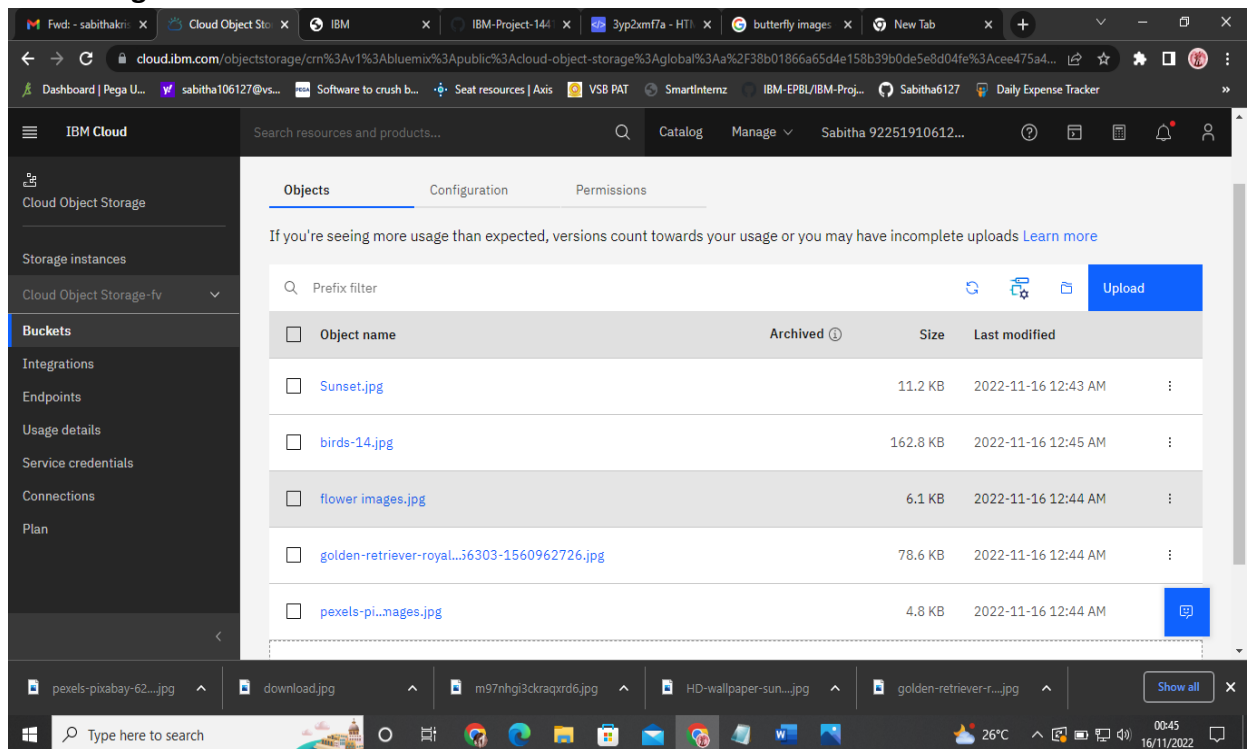 Fwd: - sabithakris
Cloud Object Sto
IBM
IBM-Project-1441
3yp2xmf7a - HTM
butterfly images
New Tab
cloud.ibm.com/objectstorage/crn%3Av1%3Abluemix%3Apublic%3Acloud-object-storage%3Aglobal%3Aa%2F38b01866a65d4e158b39b0de5e8d04fe%3Acee475a4...
Dashboard | Pega U...
sabitha106127@vs...
Software to crush b...
Seat resources | Axis
VSB PAT
SmartInternz
IBM-EPBL/IBM-Proj...
Sabitha6127
Daily Expense Tracker
»
IBM Cloud
Search resources and products...
Catalog
Manage
Sabitha 92251910612...
Cloud Object Storage
Storage instances
Cloud Object Storage-fv
Buckets
Integrations
Endpoints
Usage details
Service credentials
Connections
Plan
Objects Configuration Permissions
If you're seeing more usage than expected, versions count towards your usage or you may have incomplete uploads Learn more
Prefix filter
Upload
Object name Archived Size Last modified
Sunset.jpg 11.2 KB 2022-11-16 12:43 AM
birds-14.jpg 162.8 KB 2022-11-16 12:45 AM
flower images.jpg 6.1 KB 2022-11-16 12:44 AM
golden-retriever-royal...56303-1560962726.jpg 78.6 KB 2022-11-16 12:44 AM
pexels-pi...mages.jpg 4.8 KB 2022-11-16 12:44 AM
pexels-pixabay-62....jpg
download.jpg
m97nhgi3ckraqxrd6.jpg
HD-wallpaper-sun....jpg
golden-retriever-r....jpg
Show all
Type here to search
26°C
00:45
16/11/2022